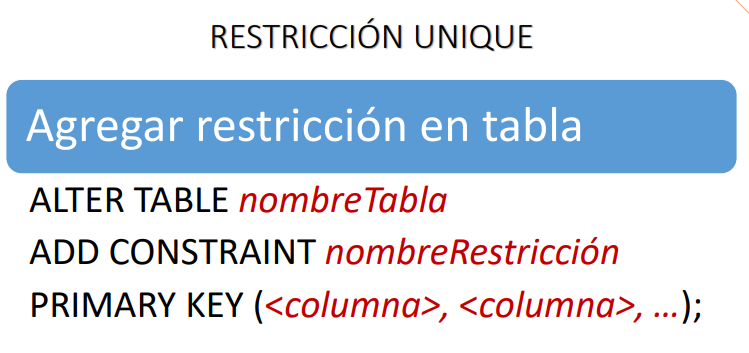 RESTRICCIÓN UNIQUE
Agregar restricción en tabla
ALTER TABLE nombreTabla
ADD CONSTRAINT nombreRestricción
PRIMARY KEY (<columna>, <columna>, ...);